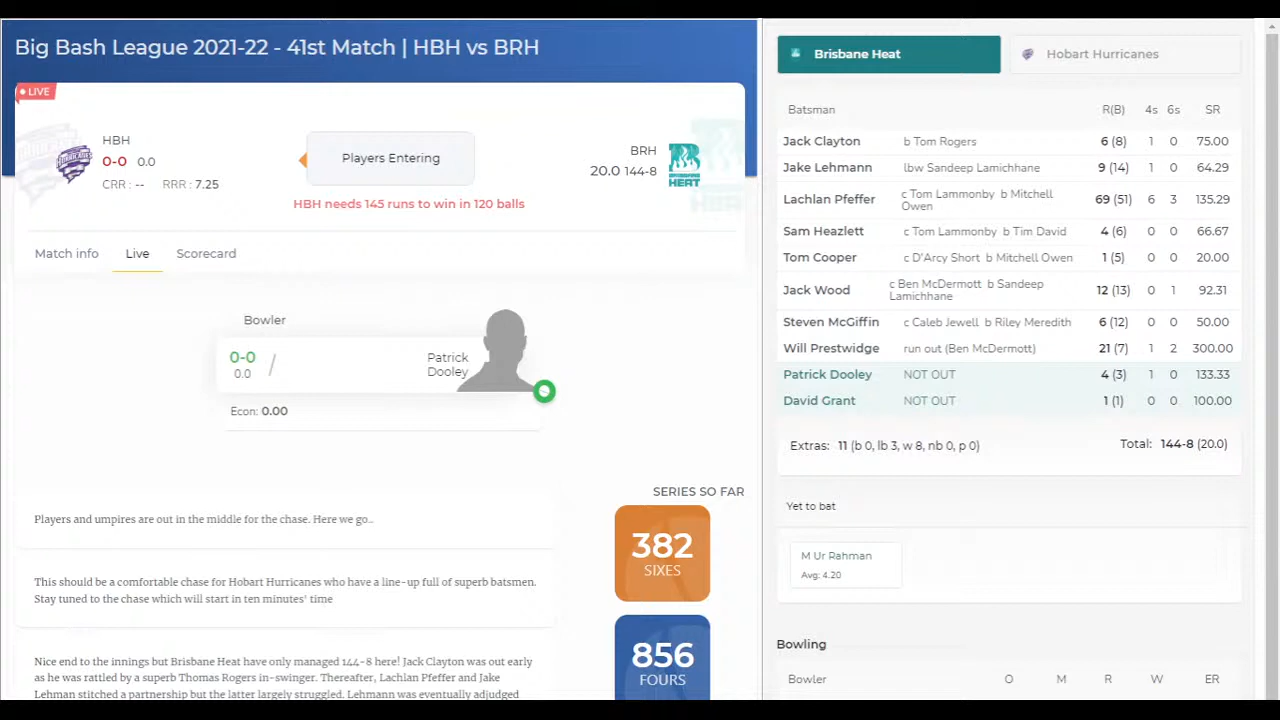 Big Bash League 2021-22 - 41st Match | HBH vs BRH
LIVE
HBH
0-0 0.0
CRR : -- RRR : 7.25
Players Entering
BRH
20.0 144-8
BRISBANE HEAT
HBH needs 145 runs to win in 120 balls
Match info Live Scorecard
Bowler
0-0
0.0
/
Patrick
Dooley
Econ: 0.00
SERIES SO FAR
Players and umpires are out in the middle for the chase. Here we go..
382
SIXES
This should be a comfortable chase for Hobart Hurricanes who have a line-up full of superb batsmen.
Stay tuned to the chase which will start in ten minutes' time
856
FOURS
Nice end to the innings but Brisbane Heat have only managed 144-8 here! Jack Clayton was out early
as he was rattled by a superb Thomas Rogers in-swinger. Thereafter, Lachlan Pfeffer and Jake
Lehman stitched a partnership but the latter largely struggled. Lehmann was eventually adjudged
Brisbane Heat Hobart Hurricanes
Batsman R(B) 4s 6s SR
Jack Clayton b Tom Rogers 6 (8) 1 0 75.00
Jake Lehmann lbw Sandeep Lamichhane 9 (14) 1 0 64.29
Lachlan Pfeffer c Tom Lammonby b Mitchell
Owen 69 (51) 6 3 135.29
Sam Heazlett c Tom Lammonby b Tim David 4 (6) 0 0 66.67
Tom Cooper c D'Arcy Short b Mitchell Owen 1 (5) 0 0 20.00
Jack Wood c Ben McDermott b Sandeep
Lamichhane 12 (13) 0 1 92.31
Steven McGiffin c Caleb Jewell b Riley Meredith 6 (12) 0 0 50.00
Will Prestwidge run out (Ben McDermott) 21 (7) 1 2 300.00
Patrick Dooley NOT OUT 4 (3) 1 0 133.33
David Grant NOT OUT 1 (1) 0 0 100.00
Extras: 11 (b 0, lb 3, w 8, nb 0, p 0) Total: 144-8 (20.0)
Yet to bat
M Ur Rahman
Avg: 4.20
Bowling
Bowler O M R W ER